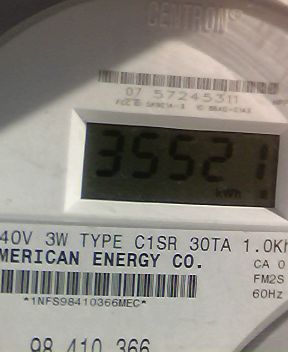 CENTRON®
07 57245311
35521
kWh
40V 3W TYPE C1SR 30TA 1.0Kh
MERICAN ENERGY CO.
CA 0
FM2S
60Hz
*1NFS98410366MEC*
98 410 366